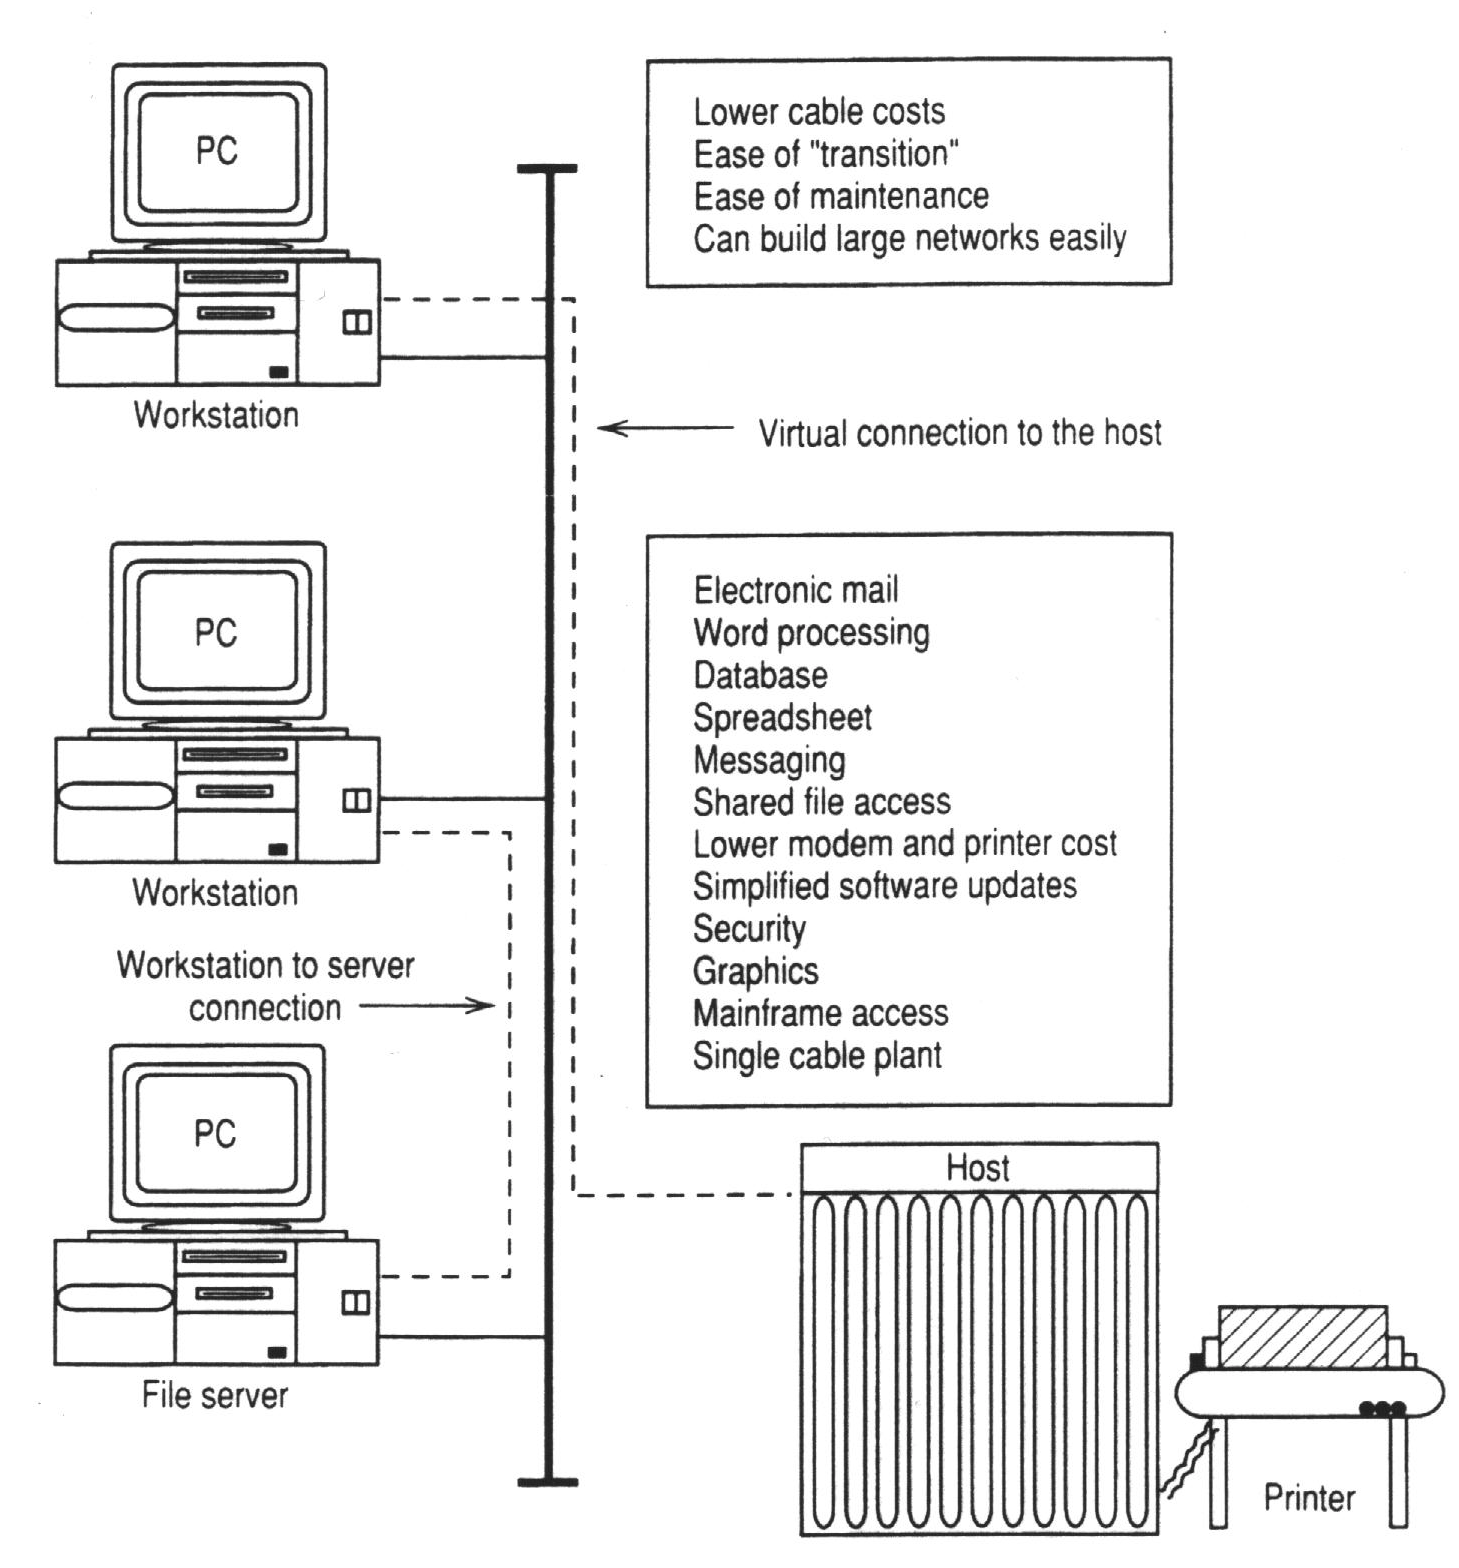 PC
Workstation
Lower cable costs
Ease of "transition"
Ease of maintenance
Can build large networks easily
Virtual connection to the host
PC
Workstation
Electronic mail
Word processing
Database
Spreadsheet
Messaging
Shared file access
Lower modem and printer cost
Simplified software updates
Security
Graphics
Mainframe access
Single cable plant
Workstation to server
connection
PC
File server
Host
Printer